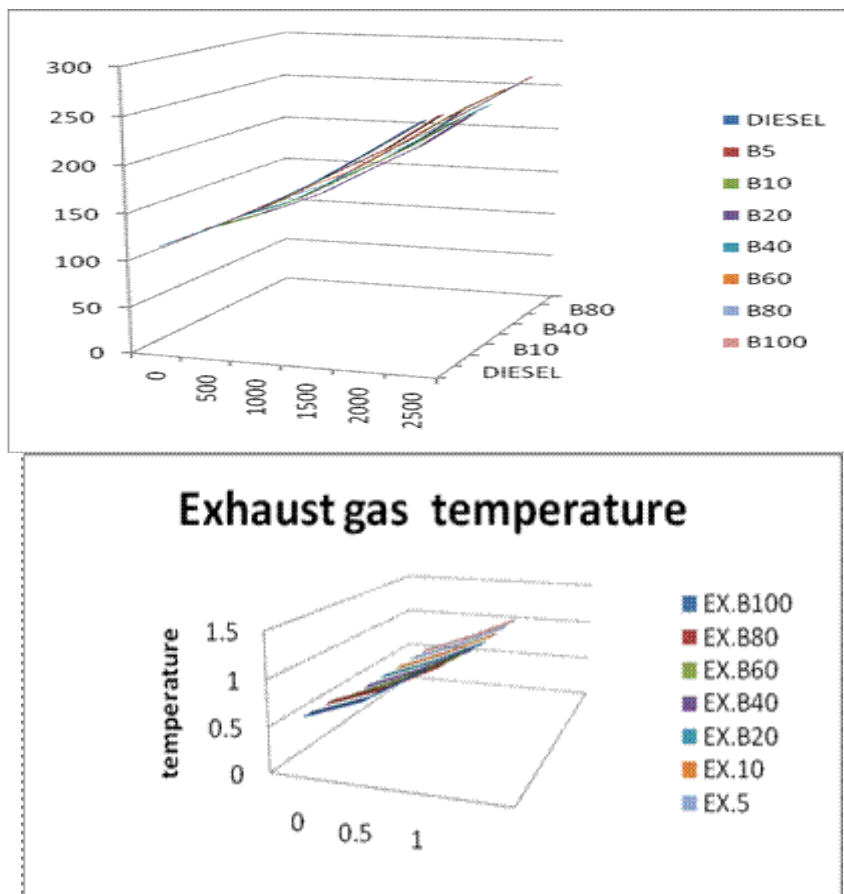 300
250
200
150
100
50
0
0
500
1000
1500
2000
2500
DIESEL
B10
B40
B80
DIESEL
B5
B10
B20
B40
B60
B80
B100
Exhaust gas temperature
temperature
1.5
1
0.5
0
0
0.5
1
EX.B100
EX.B80
EX.B60
EX.B40
EX.B20
EX.10
EX.5